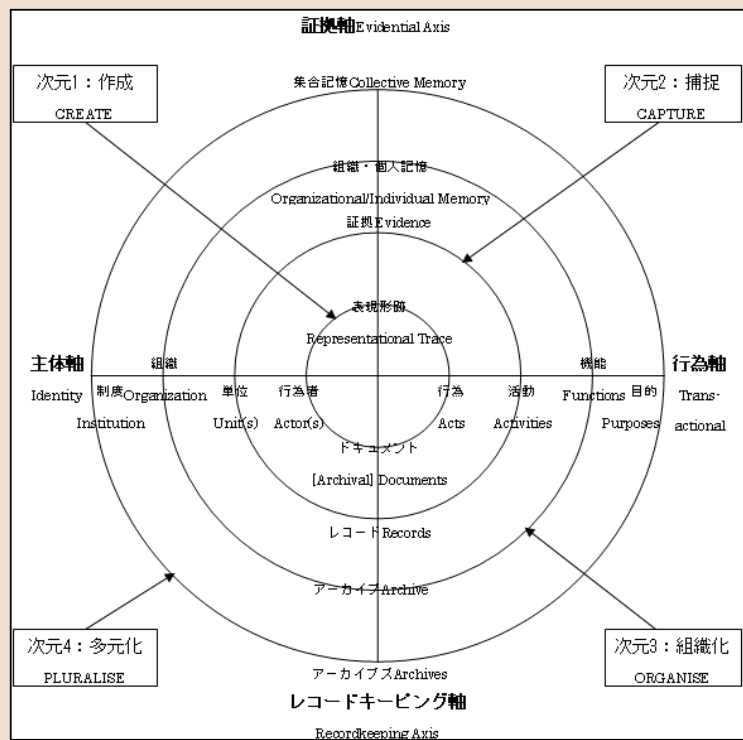 証拠軸Evidential Axis
次元1：作成
CREATE
集合記憶Collective Memory
次元2：捕捉
CAPTURE
組織・個人記憶
Organizational/Individual Memory
証拠Evidence
表現形跡
Representational Trace
主体軸
Identity
組織
制度Organization
Institution
単位
Unit(s)
行為者
Actor(s)
行為
Acts
活動
Activities
機能
Functions
目的
Purposes
行為軸
Trans-
actional
ドキュメント
[Archival] Documents
レコードRecords
アーカイブArchive
次元4：多元化
PLURALISE
次元3：組織化
ORGANISE
アーカイブズArchives
レコードキーピング軸
Recordkeeping Axis